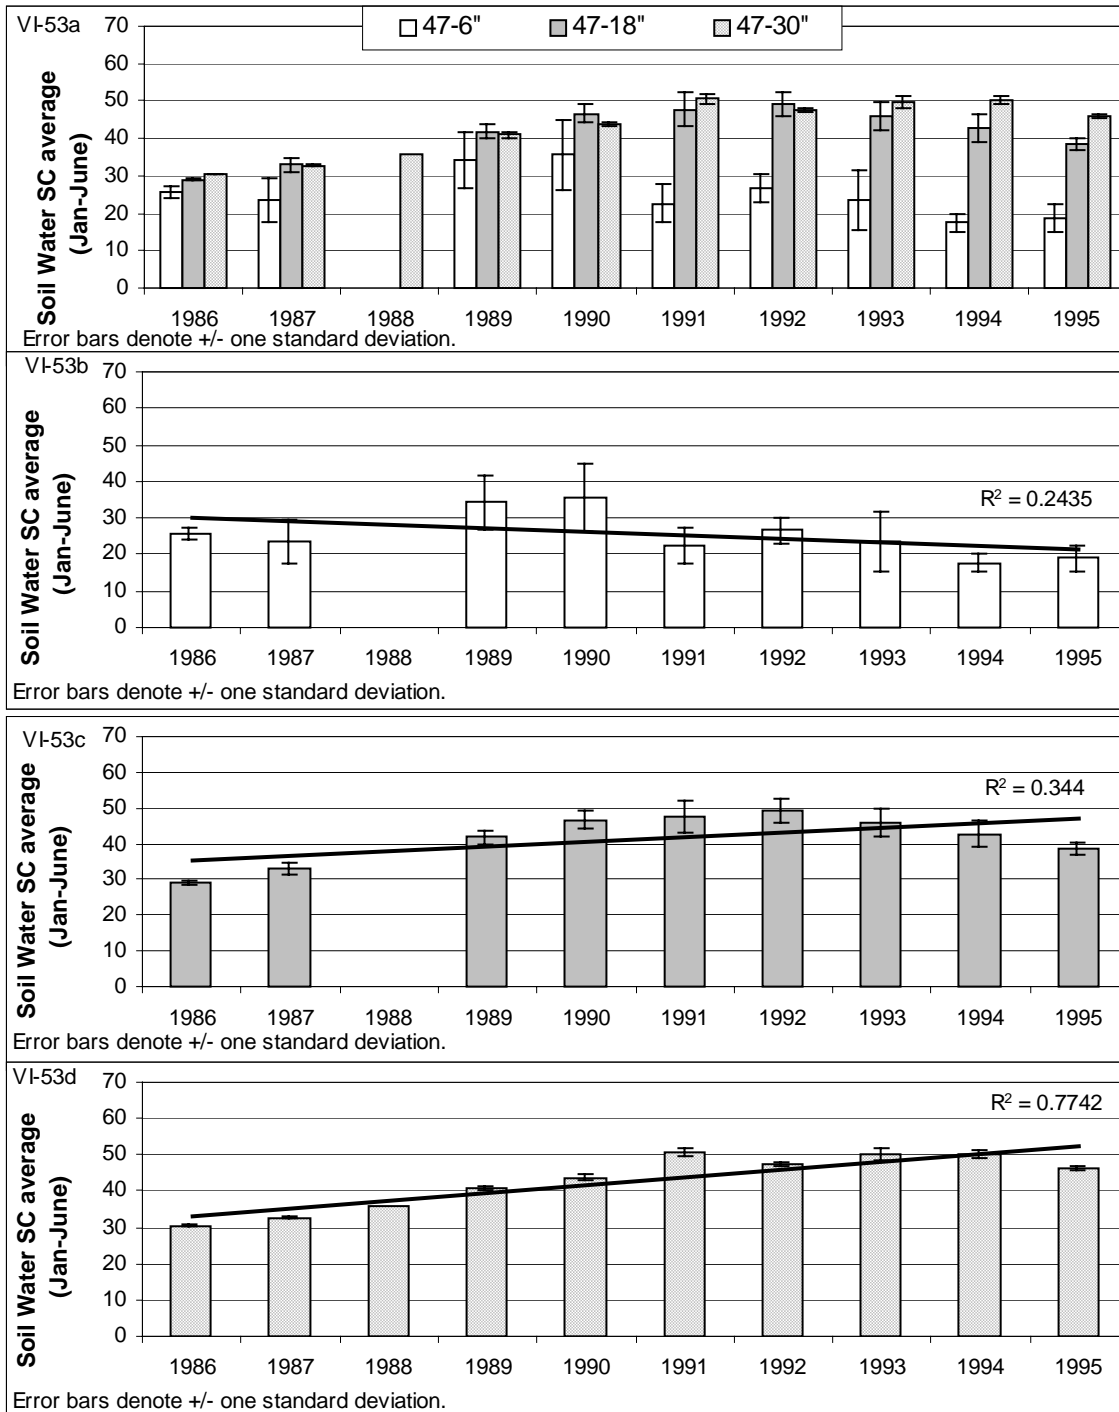 VI-53a
47-6" 47-18" 47-30"
Soil Water SC average
(Jan-June)
70
60
50
40
30
20
10
0
1986 1987 1988 1989 1990 1991 1992 1993 1994 1995
Error bars denote +/- one standard deviation.
VI-53b
Soil Water SC average
(Jan-June)
70
60
50
40
30
20
10
0
R² = 0.2435
1986 1987 1988 1989 1990 1991 1992 1993 1994 1995
Error bars denote +/- one standard deviation.
VI-53c
Soil Water SC average
(Jan-June)
70
60
50
40
30
20
10
0
R² = 0.344
1986 1987 1988 1989 1990 1991 1992 1993 1994 1995
Error bars denote +/- one standard deviation.
VI-53d
Soil Water SC average
(Jan-June)
70
60
50
40
30
20
10
0
R² = 0.7742
1986 1987 1988 1989 1990 1991 1992 1993 1994 1995
Error bars denote +/- one standard deviation.